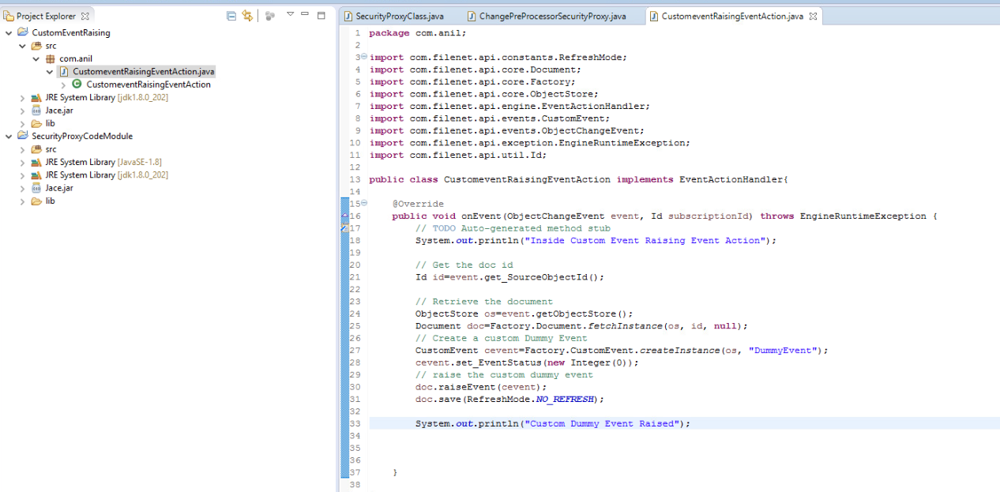 Project Explorer
CustomEventRaising
src
com.anil
CustomeventRaisingEventAction.java
CustomeventRaisingEventAction
JRE System Library [jdk1.8.0_202]
Jace.jar
lib
SecurityProxyCodeModule
src
JRE System Library [JavaSE-1.8]
JRE System Library [jdk1.8.0_202]
Jace.jar
lib
SecurityProxyClass.java ChangePreProcessorSecurityProxy.java CustomeventRaisingEventAction.java
1 package com.anil;
2
3 import com.filenet.api.constants.RefreshMode;
4 import com.filenet.api.core.Document;
5 import com.filenet.api.core.Factory;
6 import com.filenet.api.core.ObjectStore;
7 import com.filenet.api.engine.EventActionHandler;
8 import com.filenet.api.events.CustomEvent;
9 import com.filenet.api.events.ObjectChangeEvent;
10 import com.filenet.api.exception.EngineRuntimeException;
11 import com.filenet.api.util.Id;
12
13 public class CustomeventRaisingEventAction implements EventActionHandler{
14
15 @Override
16 public void onEvent(ObjectChangeEvent event, Id subscriptionId) throws EngineRuntimeException {
17 // TODO Auto-generated method stub
18 System.out.println("Inside Custom Event Raising Event Action");
19
20 // Get the doc id
21 Id id=event.get_SourceObjectId();
22
23 // Retrieve the document
24 ObjectStore os=event.getObjectStore();
25 Document doc=Factory.Document.fetchInstance(os, id, null);
26 // Create a custom Dummy Event
27 CustomEvent cevent=Factory.CustomEvent.createInstance(os, "DummyEvent");
28 cevent.set_EventStatus(new Integer(0));
29 // raise the custom dummy event
30 doc.raiseEvent(cevent);
31 doc.save(RefreshMode.NO_REFRESH);
32
33 System.out.println("Custom Dummy Event Raised");
34
35
36
37 }
38